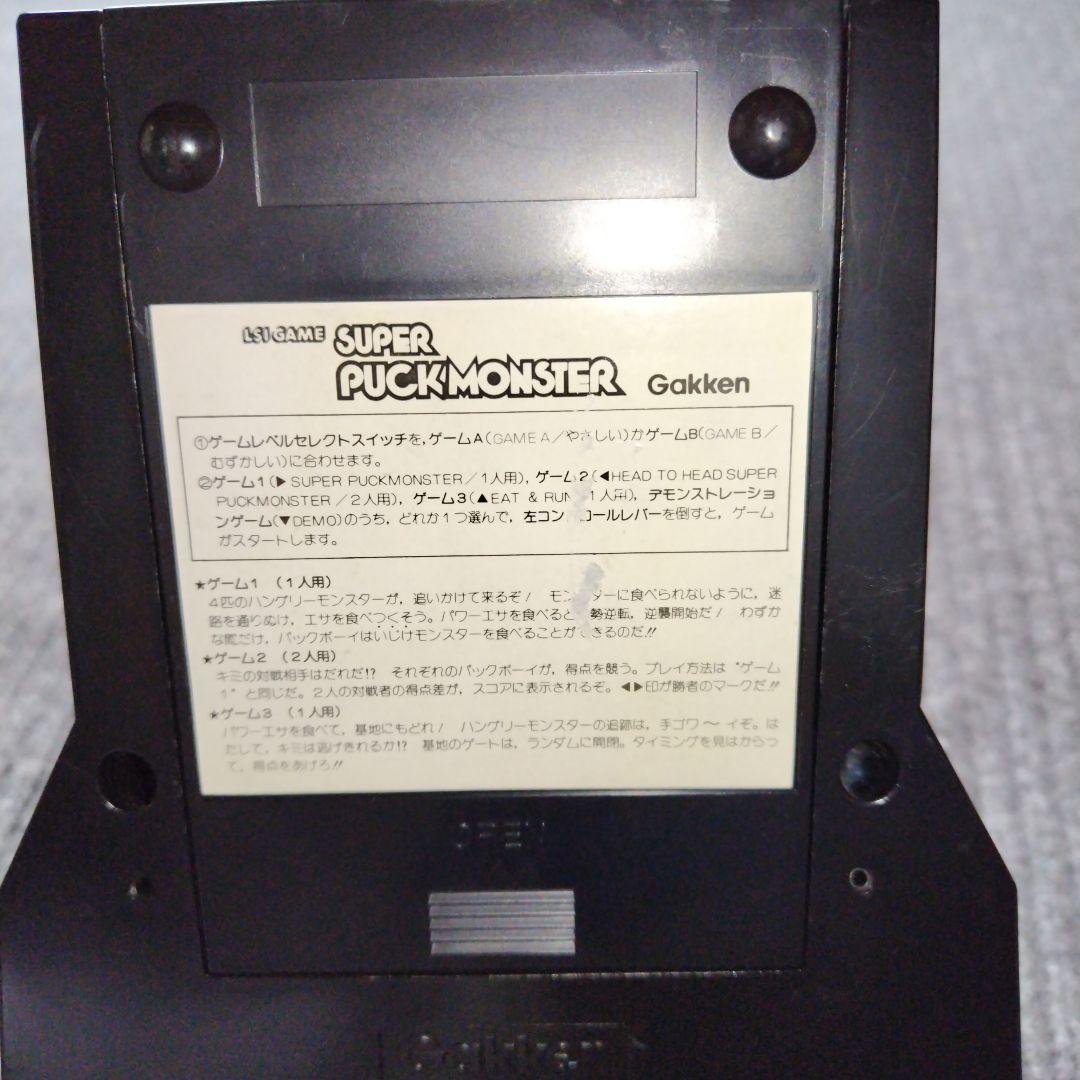 LSI GAME SUPER
PUCKMONSTER Gakken
①ゲームレベルセレクトスイッチを,ゲームA(GAME A/やさしい)かゲームB(GAME B/
むずかしい)に合わせます。
②ゲーム1(▶SUPER PUCKMONSTER/1人用),ゲーム2(◀HEAD TO HEAD SUPER
PUCKMONSTER/2人用),ゲーム3(▲EAT & RUN 1人用),デモンストレーショ
ンゲーム(▼DEMO)のうち,どれか1つ選んで,左コン ロールレバーを倒すと,ゲーム
がスタートします。
★ゲーム1 (1人用)
4匹のハングリーモンスターが,追いかけて来るぞ! モン ターに食べられないように,迷
路を通りぬけ,エサを食べつくそう。パワーエサを食べると 勢逆転,逆襲開始だ! わずか
な間だけ,パックボーイはいじけモンスターを食べることができるのだ!!
★ゲーム2 (2人用)
キミの対戦相手はだれだ!? それぞれのパックボーイが,得点を競う。プレイ方法は“ゲーム
1”と同じだ。2人の対戦者の得点差が,スコアに表示されるぞ。◀▶印が勝者のマークだ!!
★ゲーム3 (1人用)
パワーエサを食べて,基地にもどれ! ハングリーモンスターの追跡は,手ゴワ〜イぞ。は
たして,キミは逃げきれるか!? 基地のゲートは,ランダムに開閉。タイミングを見はからっ
て,得点をあげろ!!
OPEN
Gakken